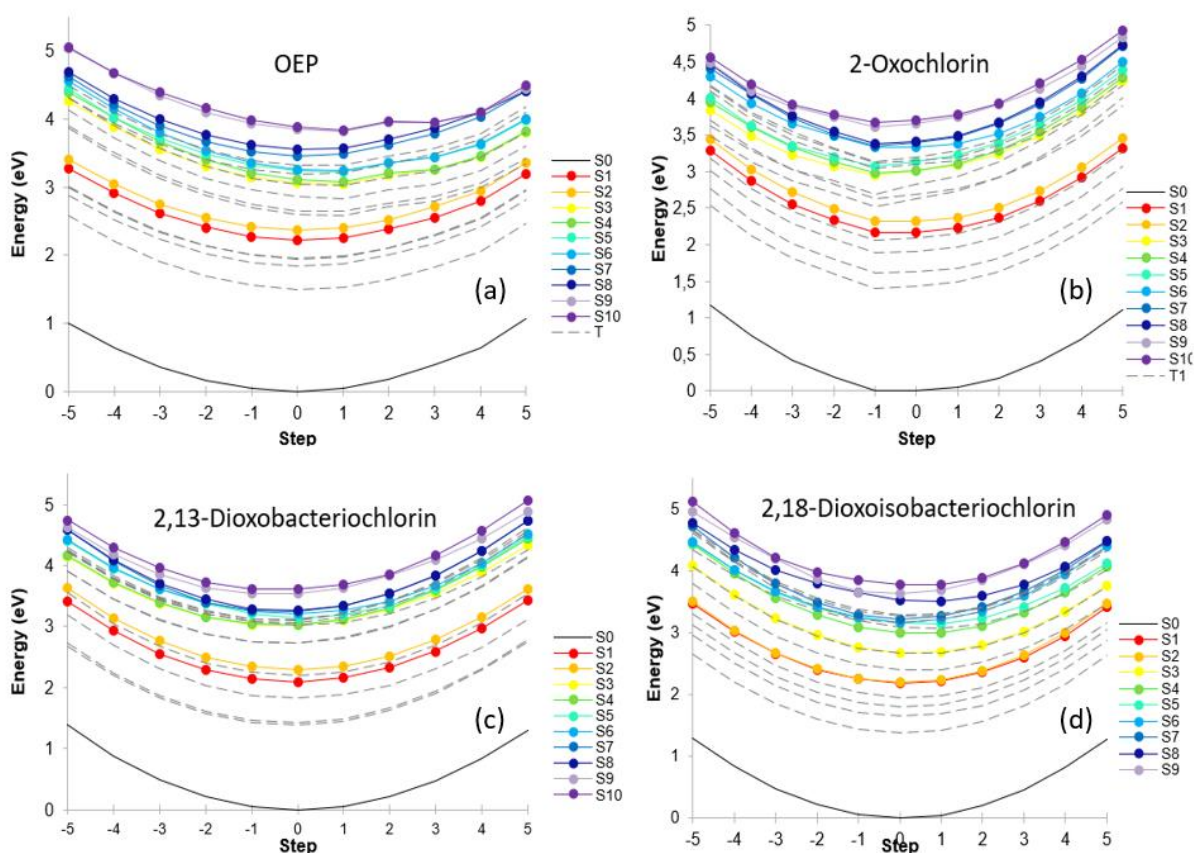 OEP
Energy (eV)
5
4
3
2
1
0
-5 -4 -3 -2 -1 0 1 2 3 4 5
Step
(a)
S0
S1
S2
S3
S4
S5
S6
S7
S8
S9
S10
T
2-Oxochlorin
Energy (eV)
5
4,5
4
3,5
3
2,5
2
1,5
1
0,5
0
-5 -4 -3 -2 -1 0 1 2 3 4 5
Step
(b)
S0
S1
S2
S3
S4
S5
S6
S7
S8
S9
S10
T1
2,13-Dioxobacteriochlorin
Energy (eV)
5
4
3
2
1
0
-5 -4 -3 -2 -1 0 1 2 3 4 5
Step
(c)
S0
S1
S2
S3
S4
S5
S6
S7
S8
S9
S10
2,18-Dioxoisobacteriochlorin
Energy (eV)
5
4
3
2
1
0
-5 -4 -3 -2 -1 0 1 2 3 4 5
Step
(d)
S0
S1
S2
S3
S4
S5
S6
S7
S8
S9